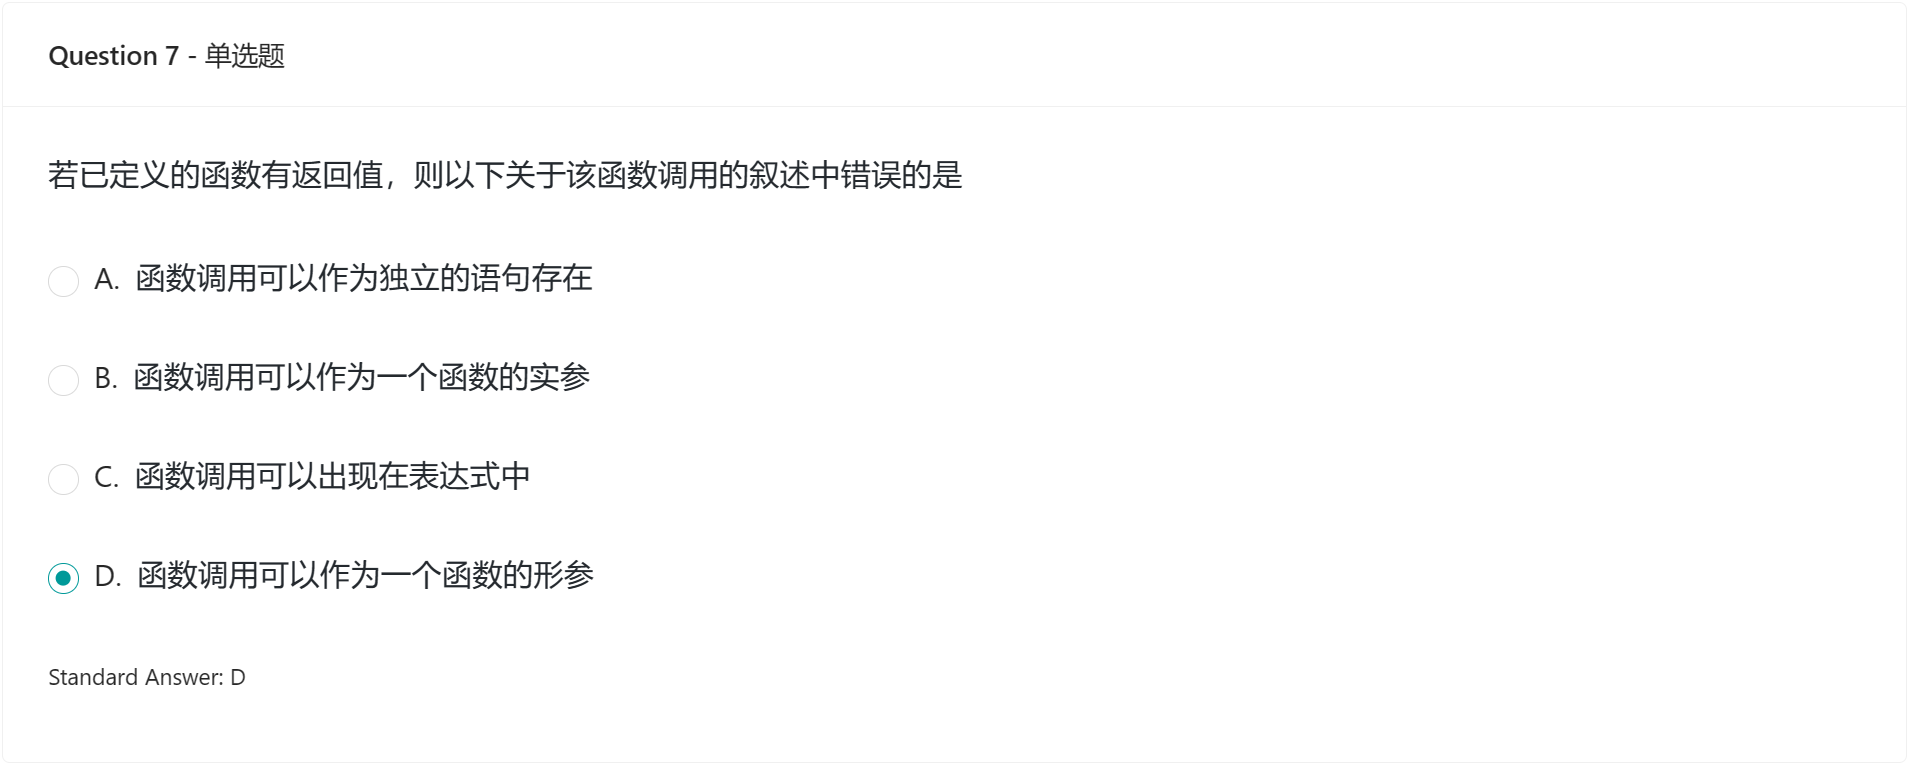 Question 7 - 单选题
若已定义的函数有返回值，则以下关于该函数调用的叙述中错误的是
A. 函数调用可以作为独立的语句存在
B. 函数调用可以作为一个函数的实参
C. 函数调用可以出现在表达式中
D. 函数调用可以作为一个函数的形参
Standard Answer: D